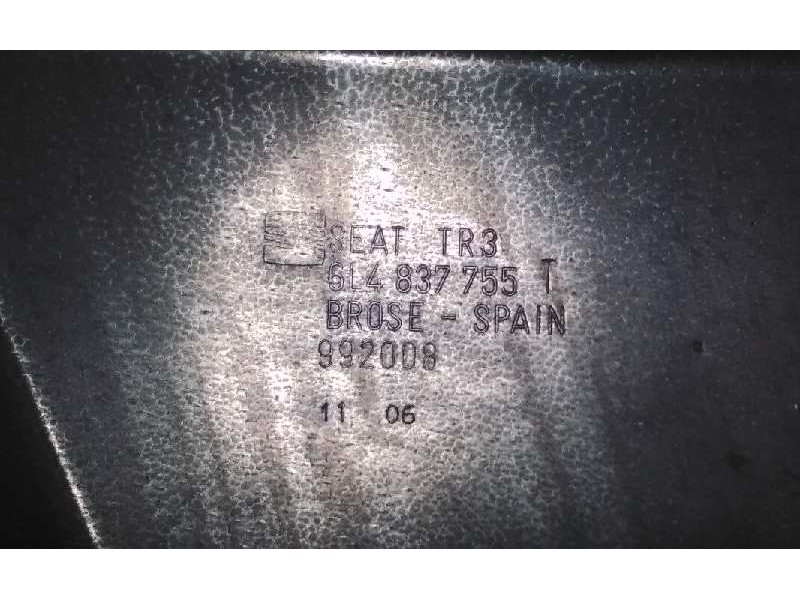 SEAT TR3
6L4 837 755 T
BROSE - SPAIN
992008
11 06